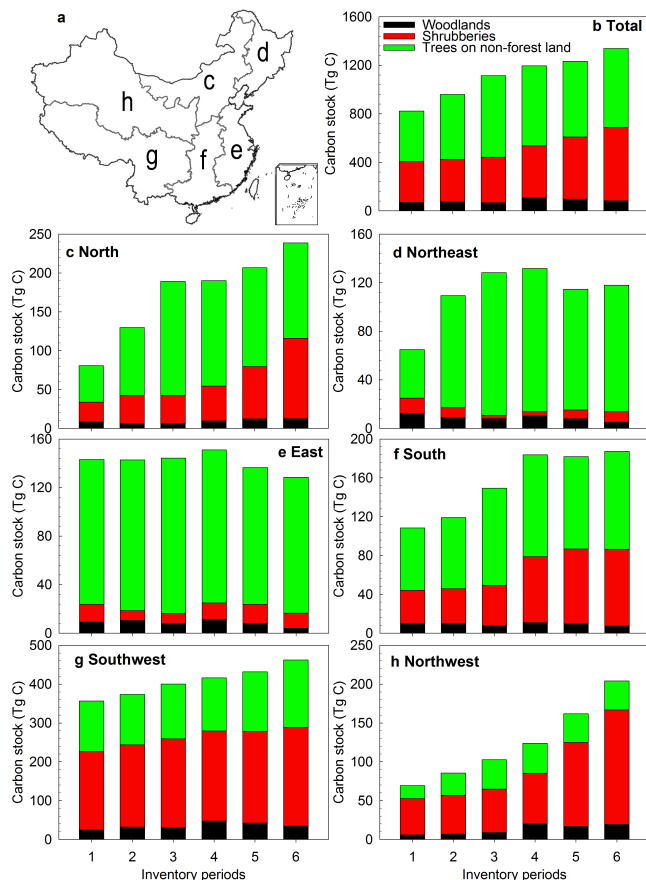 a
d
c
h
g
f
e
b Total
Woodlands
Shrubberies
Trees on non-forest land
Carbon stock (Tg C)
1600
1200
800
400
0
c North
Carbon stock (Tg C)
250
200
150
100
50
0
d Northeast
Carbon stock (Tg C)
160
120
80
40
0
e East
Carbon stock (Tg C)
160
120
80
40
0
f South
Carbon stock (Tg C)
200
160
120
80
40
0
g Southwest
Carbon stock (Tg C)
500
400
300
200
100
0
1 2 3 4 5 6
Inventory periods
h Northwest
Carbon stock (Tg C)
250
200
150
100
50
0
1 2 3 4 5 6
Inventory periods